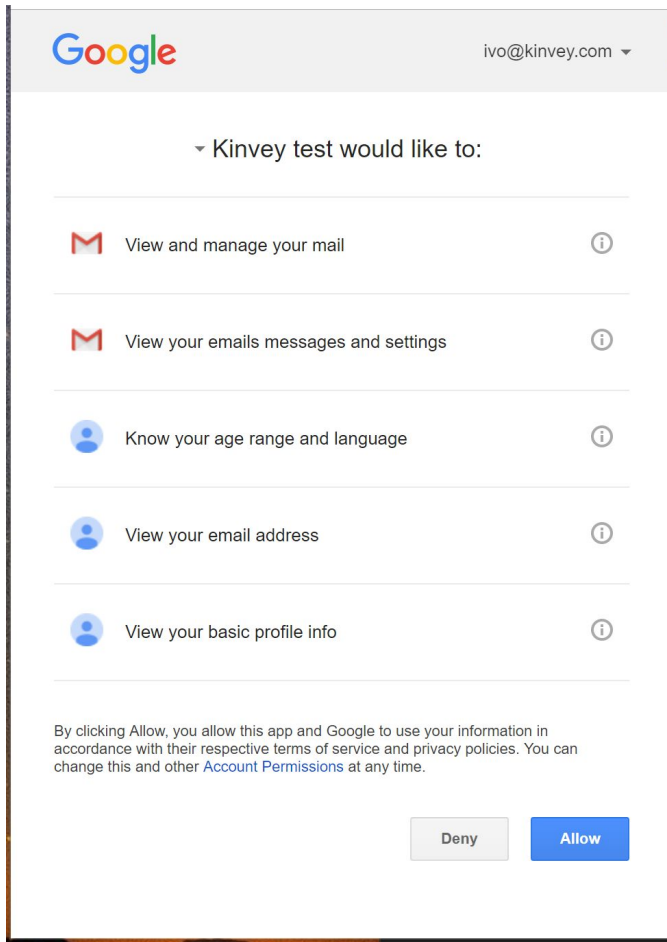 Google
ivo@kinvey.com
Kinvey test would like to:
View and manage your mail
View your emails messages and settings
Know your age range and language
View your email address
View your basic profile info
By clicking Allow, you allow this app and Google to use your information in
accordance with their respective terms of service and privacy policies. You can
change this and other Account Permissions at any time.
Deny
Allow